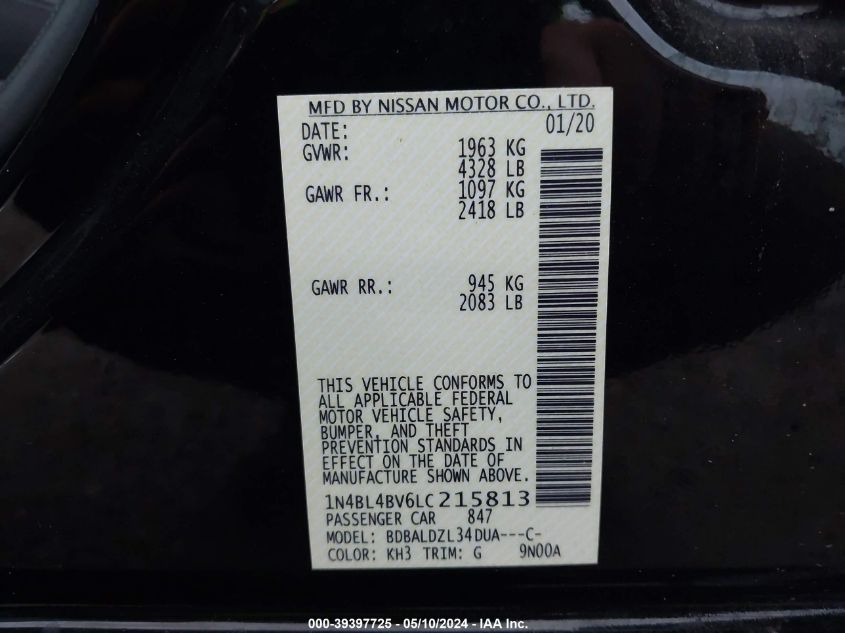 MFD BY NISSAN MOTOR CO., LTD.
DATE: 01/20
GVWR: 1963 KG
4328 LB
GAWR FR.: 1097 KG
2418 LB
GAWR RR.: 945 KG
2083 LB
THIS VEHICLE CONFORMS TO
ALL APPLICABLE FEDERAL
MOTOR VEHICLE SAFETY,
BUMPER, AND THEFT
PREVENTION STANDARDS IN
EFFECT ON THE DATE OF
MANUFACTURE SHOWN ABOVE.
1N4BL4BV6LC215813
PASSENGER CAR 847
MODEL: BDBALDZL34DUA---C-
COLOR: KH3 TRIM: G 9N00A
000-39397725 - 05/10/2024 - IAA Inc.